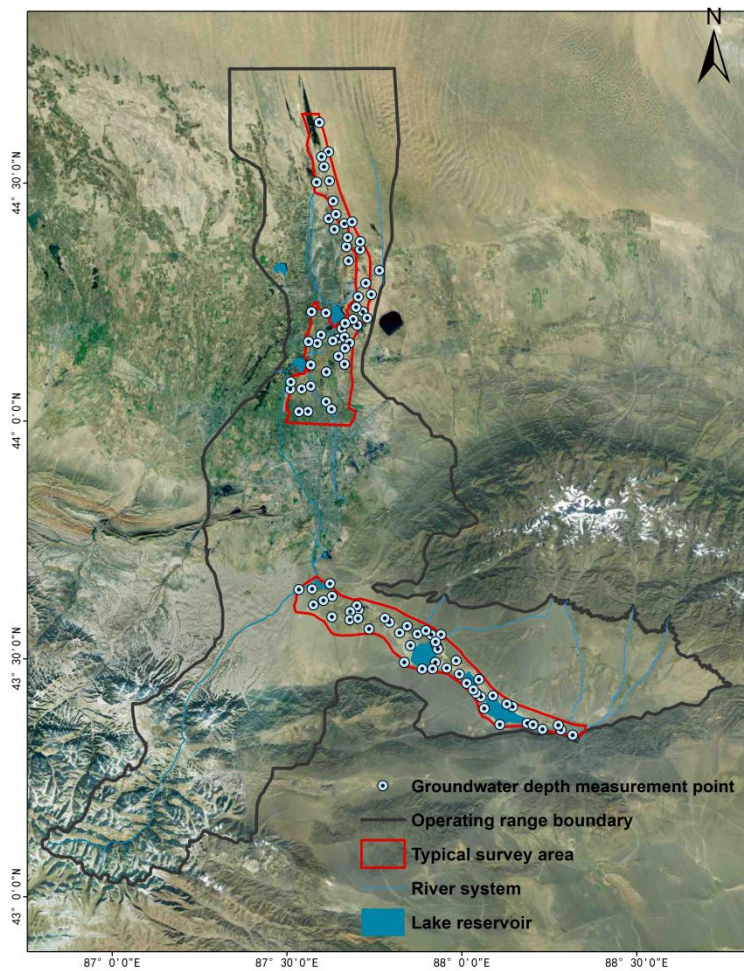 N
44°30'0"N
44°0'0"N
43°30'0"N
43°0'0"N
Groundwater depth measurement point
Operating range boundary
Typical survey area
River system
Lake reservoir
87°0'0"E
87°30'0"E
88°0'0"E
88°30'0"E